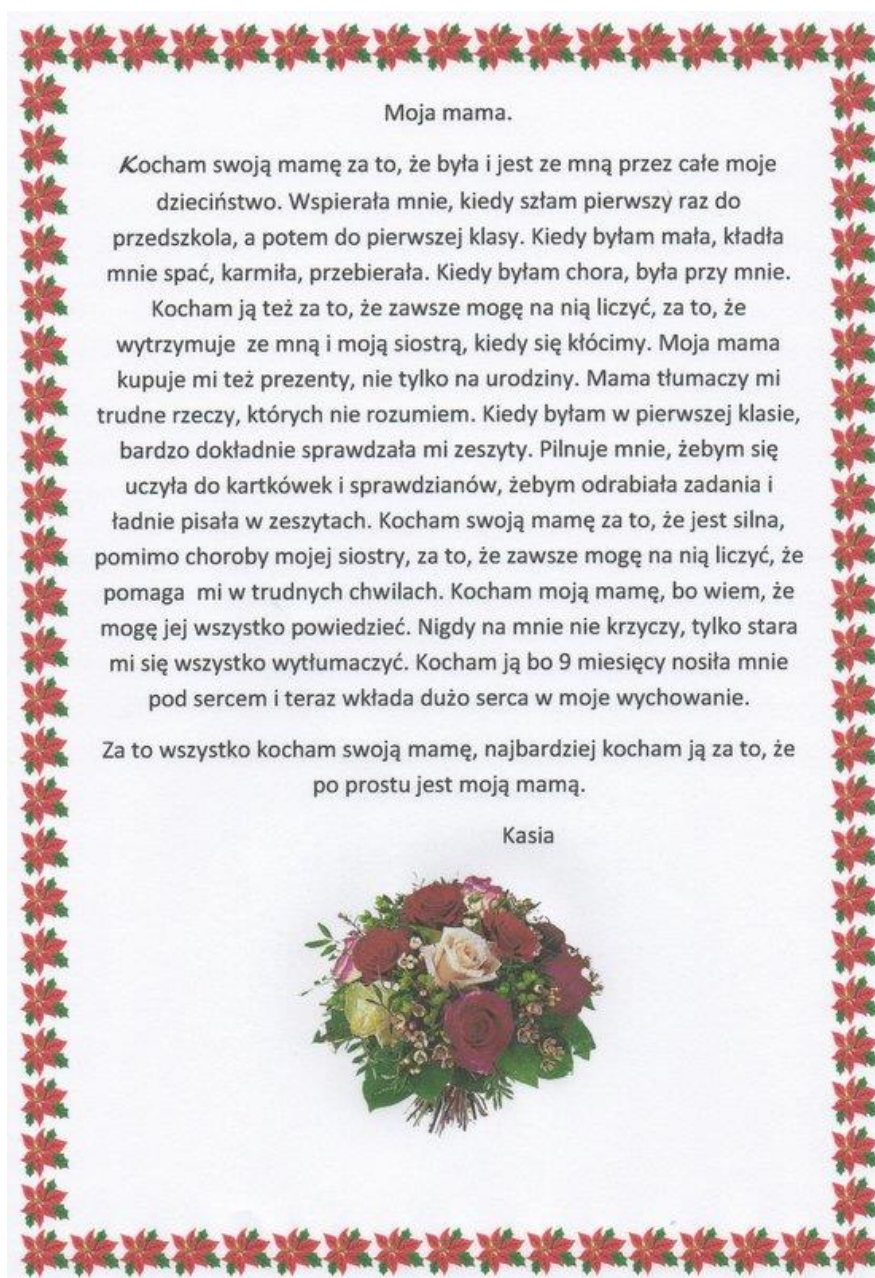 Moja mama.
Kocham swoją mamę za to, że była i jest ze mną przez całe moje
dzieciństwo. Wspierała mnie, kiedy szłam pierwszy raz do
przedszkola, a potem do pierwszej klasy. Kiedy byłam mała, kładła
mnie spać, karmiła, przebierała. Kiedy byłam chora, była przy mnie.
Kocham ją też za to, że zawsze mogę na nią liczyć, za to, że
wytrzymuje  ze mną i moją siostrą, kiedy się kłócimy. Moja mama
kupuje mi też prezenty, nie tylko na urodziny. Mama tłumaczy mi
trudne rzeczy, których nie rozumiem. Kiedy byłam w pierwszej klasie,
bardzo dokładnie sprawdzała mi zeszyty. Pilnuje mnie, żebym się
uczyła do kartkówek i sprawdzianów, żebym odrabiała zadania i
ładnie pisała w zeszytach. Kocham swoją mamę za to, że jest silna,
pomimo choroby mojej siostry, za to, że zawsze mogę na nią liczyć, że
pomaga  mi w trudnych chwilach. Kocham moją mamę, bo wiem, że
mogę jej wszystko powiedzieć. Nigdy na mnie nie krzyczy, tylko stara
mi się wszystko wytłumaczyć. Kocham ją bo 9 miesięcy nosiła mnie
pod sercem i teraz wkłada dużo serca w moje wychowanie.
Za to wszystko kocham swoją mamę, najbardziej kocham ją za to, że
po prostu jest moją mamą.
Kasia